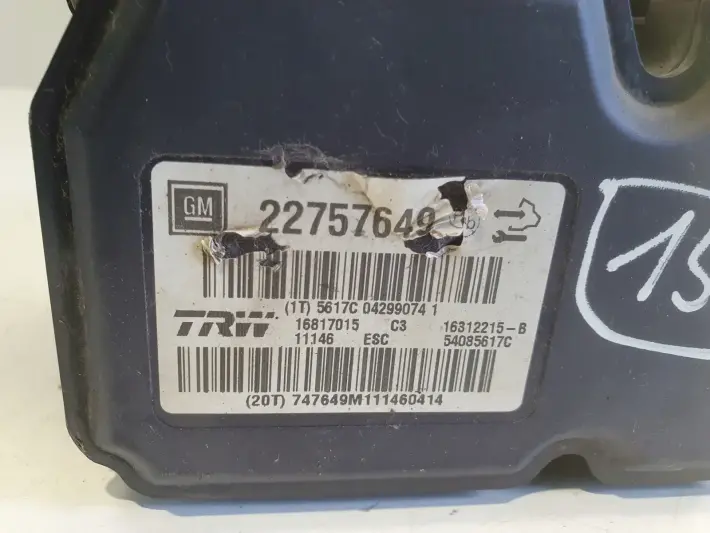 GM 22757649
(1T) 5617C 04299074 1
TRW 16817015 C3 16312215-B
11146 ESC 54085617C
(20T) 747649M111460414
15